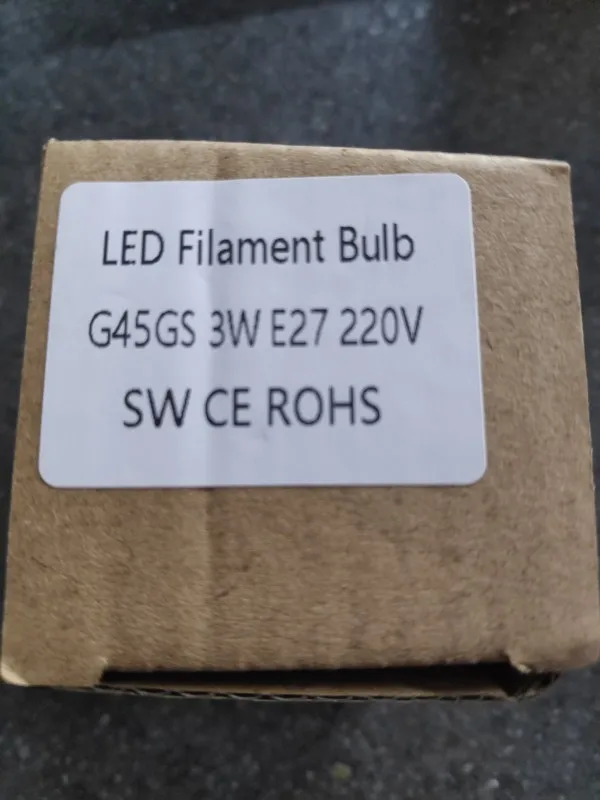 LED Filament Bulb
G45GS 3W E27 220V
SW CE ROHS